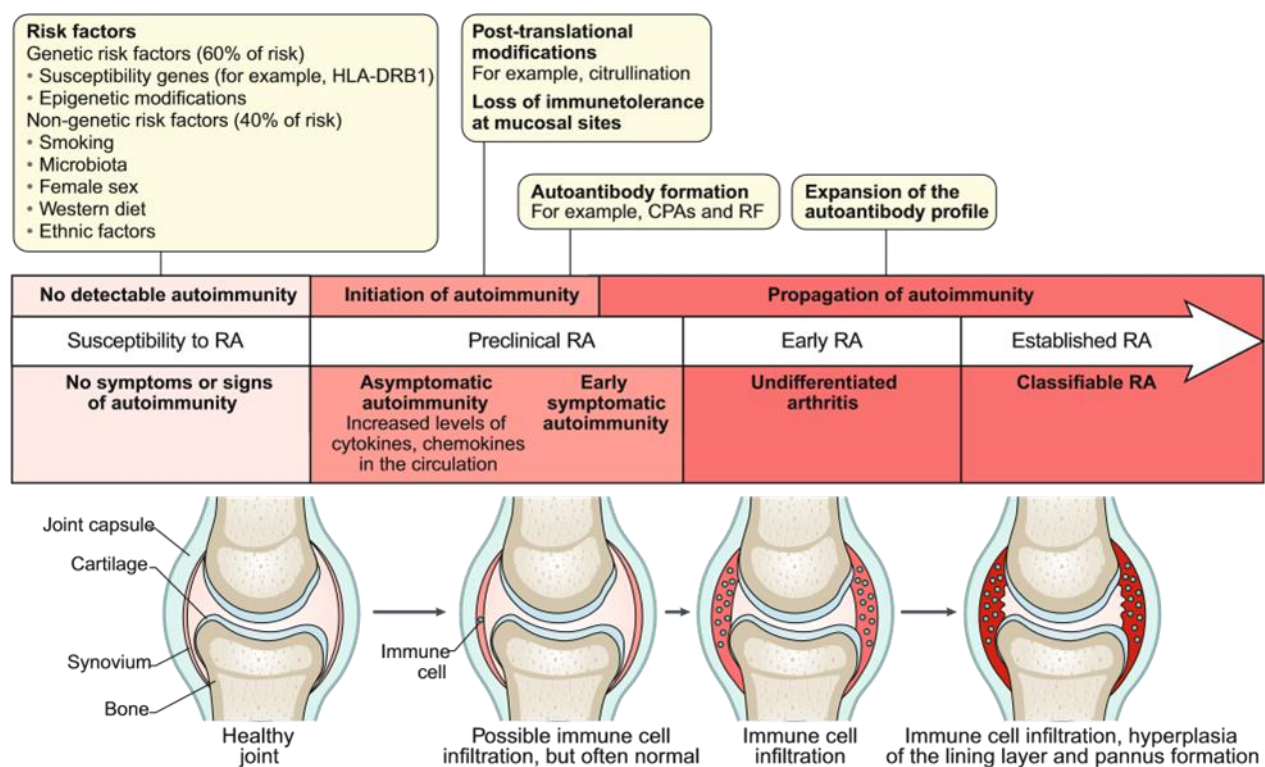 Risk factors
Genetic risk factors (60% of risk)
• Susceptibility genes (for example, HLA-DRB1)
• Epigenetic modifications
Non-genetic risk factors (40% of risk)
• Smoking
• Microbiota
• Female sex
• Western diet
• Ethnic factors
Post-translational
modifications
For example, citrullination
Loss of immunetolerance
at mucosal sites
Autoantibody formation
For example, CPAs and RF
Expansion of the
autoantibody profile
No detectable autoimmunity
Initiation of autoimmunity
Propagation of autoimmunity
Susceptibility to RA
Preclinical RA
Early RA
Established RA
No symptoms or signs
of autoimmunity
Asymptomatic
autoimmunity
Increased levels of
cytokines, chemokines
in the circulation
Early
symptomatic
autoimmunity
Undifferentiated
arthritis
Classifiable RA
Joint capsule
Cartilage
Synovium
Bone
Immune
cell
Healthy
joint
Possible immune cell
infiltration, but often normal
Immune cell
infiltration
Immune cell infiltration, hyperplasia
of the lining layer and pannus formation